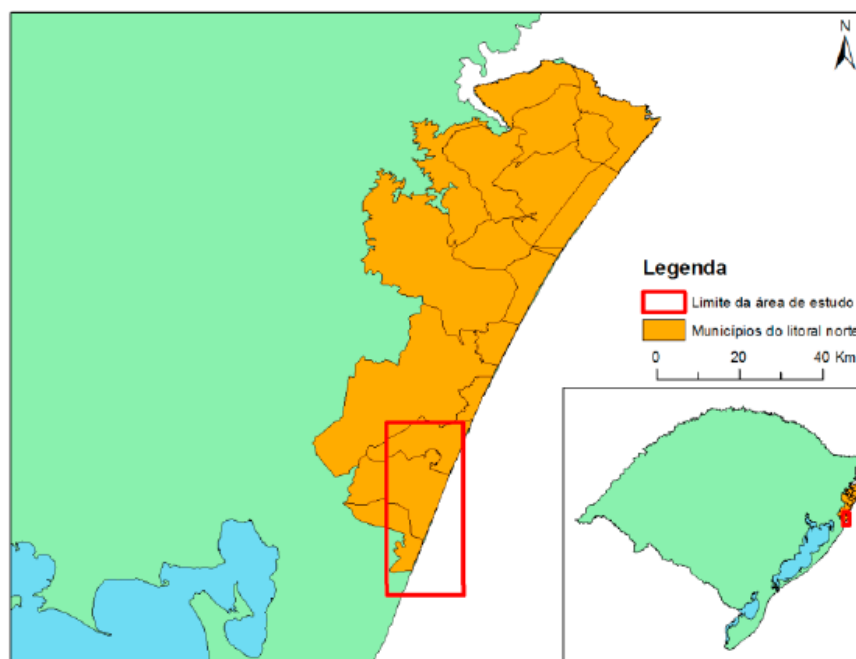 N
Legenda
Limite da área de estudo
Municípios do litoral norte
0 20 40 Km